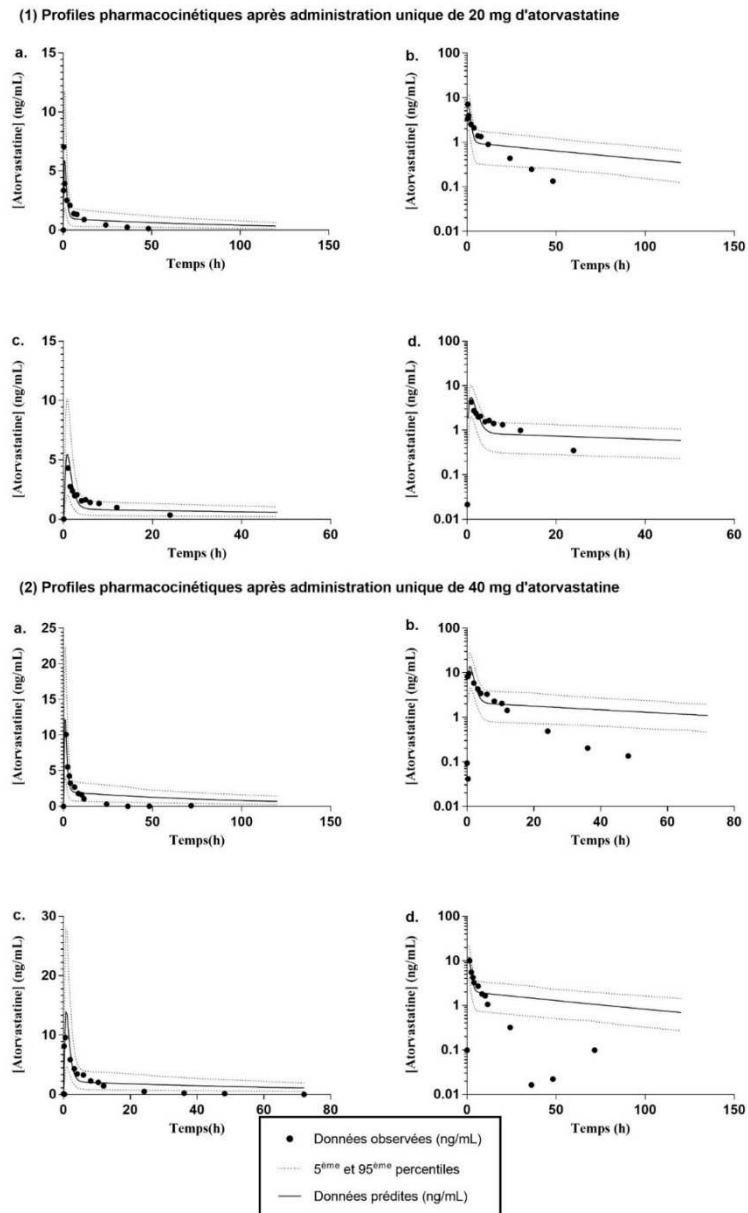 (1) Profiles pharmacocinétiques après administration unique de 20 mg d'atorvastatine
a.
[Atorvastatine] (ng/mL)
15
10
5
0
0
50
100
150
Temps (h)
b.
[Atorvastatine] (ng/mL)
100
10
1
0.1
0.01
0
50
100
150
Temps (h)
c.
[Atorvastatine] (ng/mL)
15
10
5
0
0
20
40
60
Temps (h)
d.
[Atorvastatine] (ng/mL)
100
10
1
0.1
0.01
0
20
40
60
Temps (h)
(2) Profiles pharmacocinétiques après administration unique de 40 mg d'atorvastatine
a.
[Atorvastatine] (ng/mL)
25
20
15
10
5
0
0
50
100
150
Temps(h)
b.
[Atorvastatine] (ng/mL)
100
10
1
0.1
0.01
0
20
40
60
80
Temps (h)
c.
[Atorvastatine] (ng/mL)
30
20
10
0
0
20
40
60
80
Temps(h)
d.
[Atorvastatine] (ng/mL)
100
10
1
0.1
0.01
0
50
100
150
Temps (h)
Données observées (ng/mL)
5ème et 95ème percentiles
Données prédites (ng/mL)